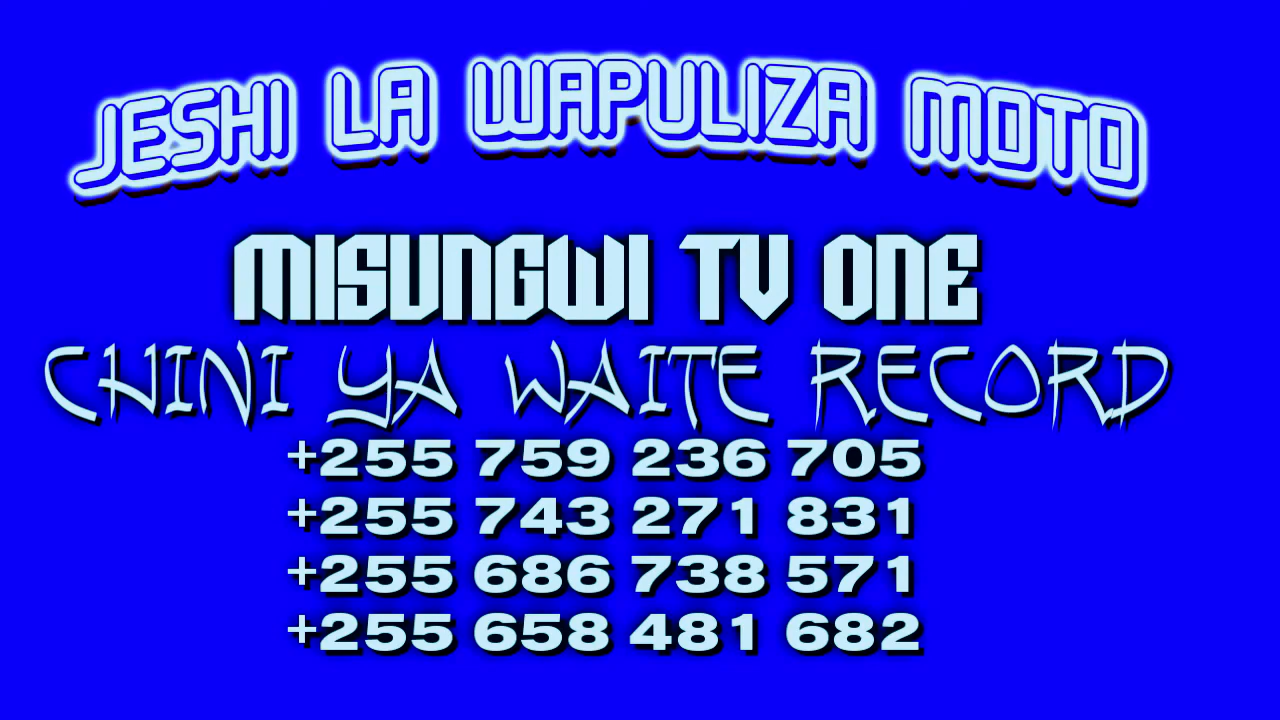 JESHI LA WAPULIZA MOTO
MISUNGWI TV ONE
CHINI YA WAITE RECORD
+255 759 236 705
+255 743 271 831
+255 686 738 571
+255 658 481 682